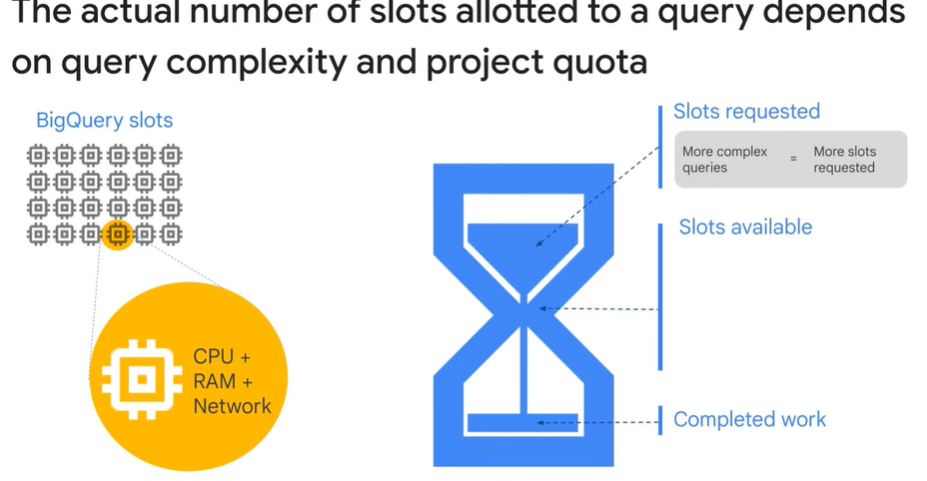 The actual number of slots allotted to a query depends
on query complexity and project quota
BigQuery slots
CPU +
RAM +
Network
Slots requested
More complex
queries
=
More slots
requested
Slots available
Completed work